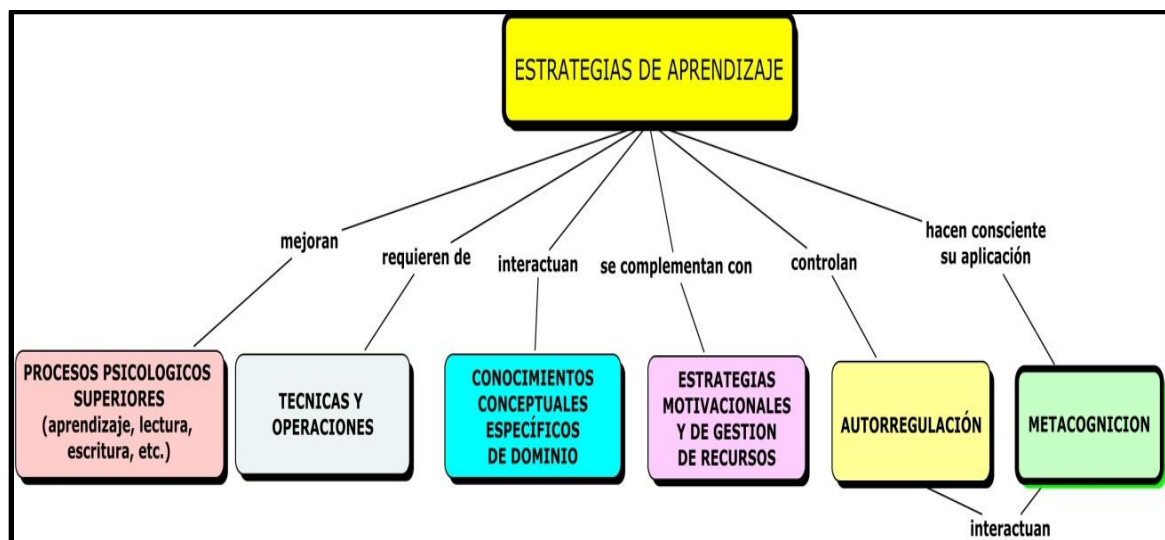 ESTRATEGIAS DE APRENDIZAJE
mejoran
requieren de
interactuan
se complementan con
controlan
hacen consciente
su aplicación
PROCESOS PSICOLOGICOS
SUPERIORES
(aprendizaje, lectura,
escritura, etc.)
TECNICAS Y
OPERACIONES
CONOCIMIENTOS
CONCEPTUALES
ESPECÍFICOS
DE DOMINIO
ESTRATEGIAS
MOTIVACIONALES
Y DE GESTION
DE RECURSOS
AUTORREGULACIÓN
METACOGNICION
interactuan